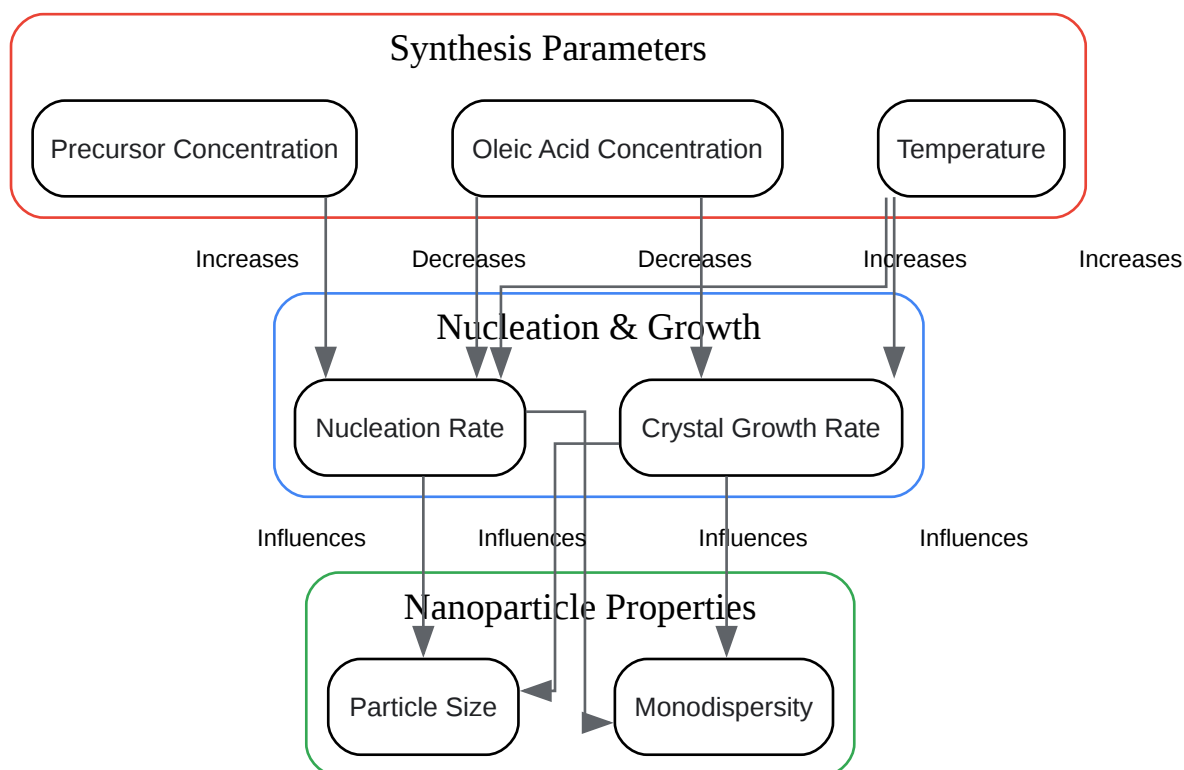 Synthesis Parameters
Precursor Concentration
Oleic Acid Concentration
Temperature
Increases
Decreases
Decreases
Increases
Increases
Nucleation & Growth
Nucleation Rate
Crystal Growth Rate
Influences
Influences
Influences
Influences
Nanoparticle Properties
Particle Size
Monodispersity